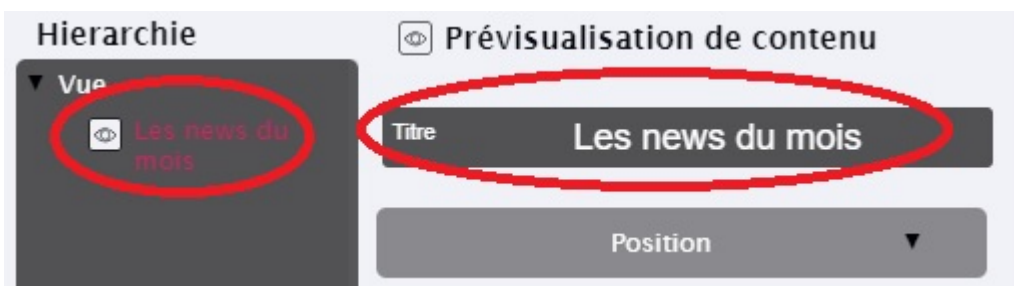 Hierarchie
Prévisualisation de contenu
Vue
Les news du
mois
Titre
Les news du mois
Position